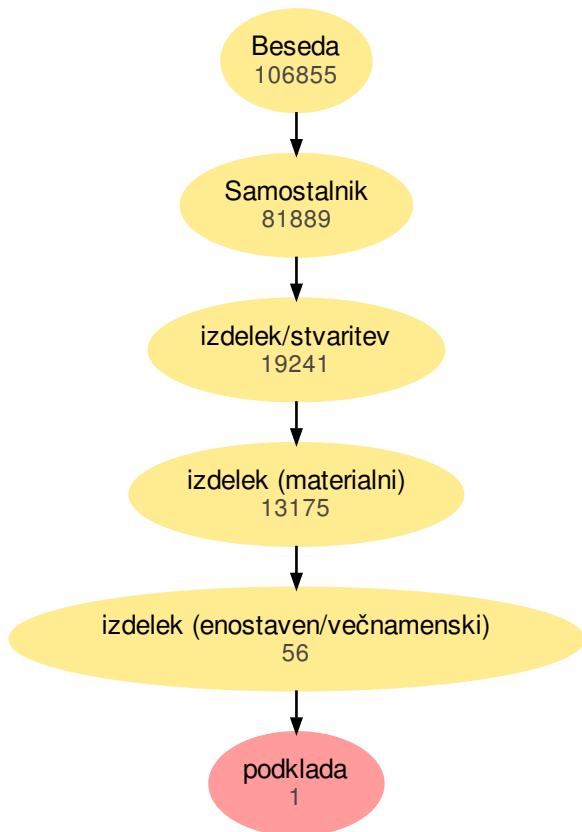 Beseda
106855
Samostalnik
81889
izdelek/stvaritev
19241
izdelek (materialni)
13175
izdelek (enostaven/večnamenski)
56
podklada
1